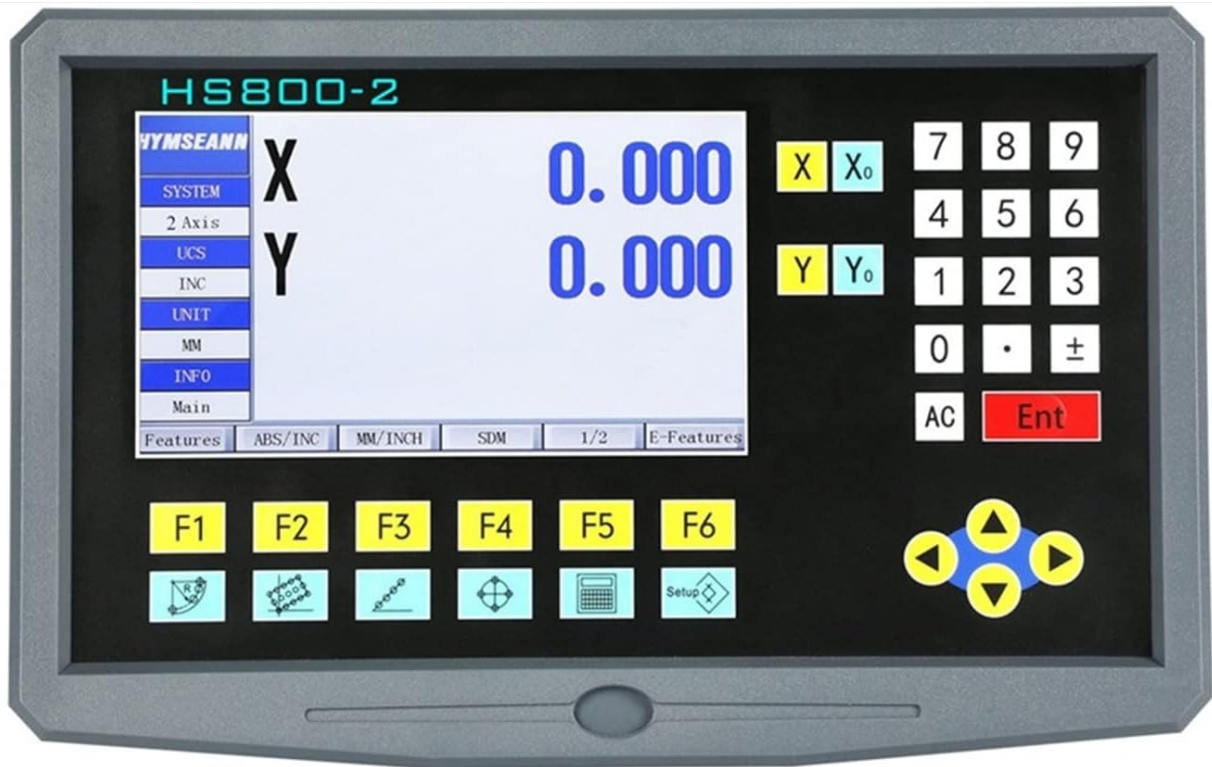 HS800-2
HYMSEANN
SYSTEM
2 Axis
UCS
INC
UNIT
MM
INFO
Main
X 0.000
Y 0.000
Features ABS/INC MM/INCH SDM 1/2 E-Features
X X0
Y Y0
7 8 9
4 5 6
1 2 3
0 . ±
AC Ent
F1 F2 F3 F4 F5 F6
R
Setup